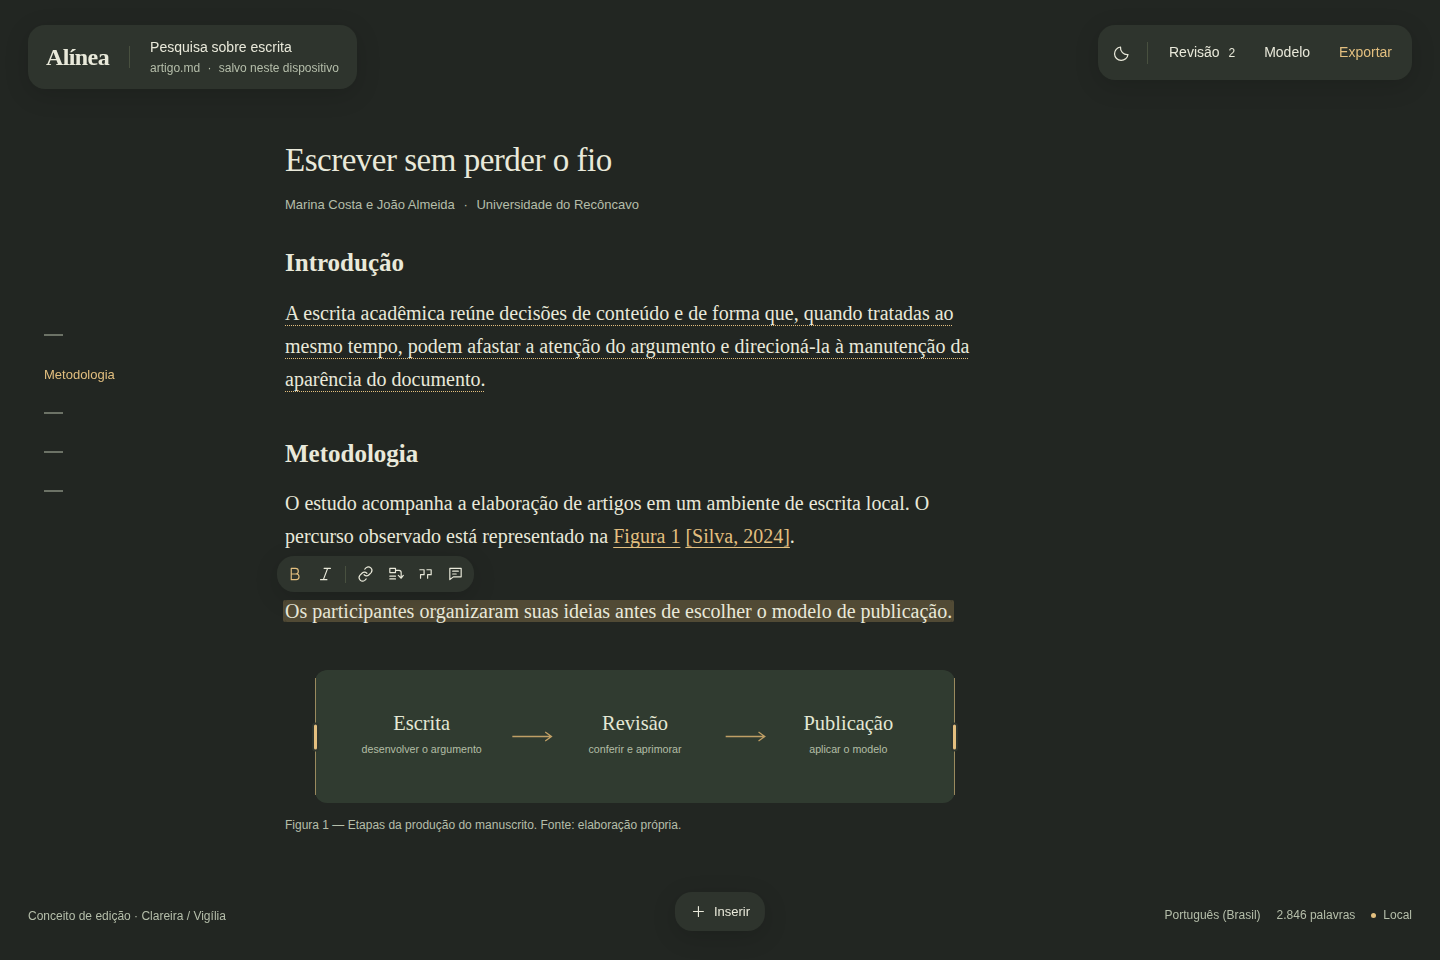 Alínea
Pesquisa sobre escrita
artigo.md · salvo neste dispositivo
Revisão 2
Modelo
Exportar
Escrever sem perder o fio
Marina Costa e João Almeida · Universidade do Recôncavo
Introdução
A escrita acadêmica reúne decisões de conteúdo e de forma que, quando tratadas ao
mesmo tempo, podem afastar a atenção do argumento e direcioná-la à manutenção da
aparência do documento.
Metodologia
Metodologia
O estudo acompanha a elaboração de artigos em um ambiente de escrita local. O
percurso observado está representado na Figura 1 [Silva, 2024].
B I
Os participantes organizaram suas ideias antes de escolher o modelo de publicação.
Escrita
desenvolver o argumento
Revisão
conferir e aprimorar
Publicação
aplicar o modelo
Figura 1 — Etapas da produção do manuscrito. Fonte: elaboração própria.
Conceito de edição · Clareira / Vigília
Inserir
Português (Brasil)
2.846 palavras
Local